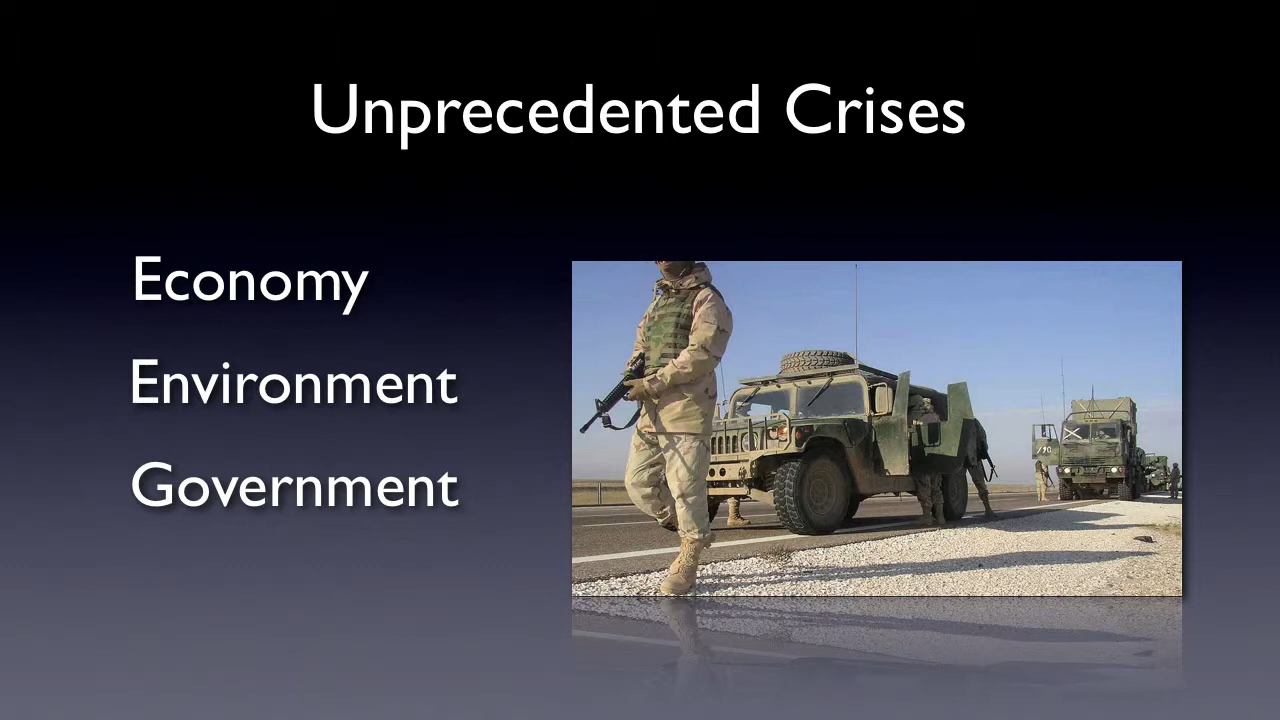 Unprecedented Crises
Economy
Environment
Government